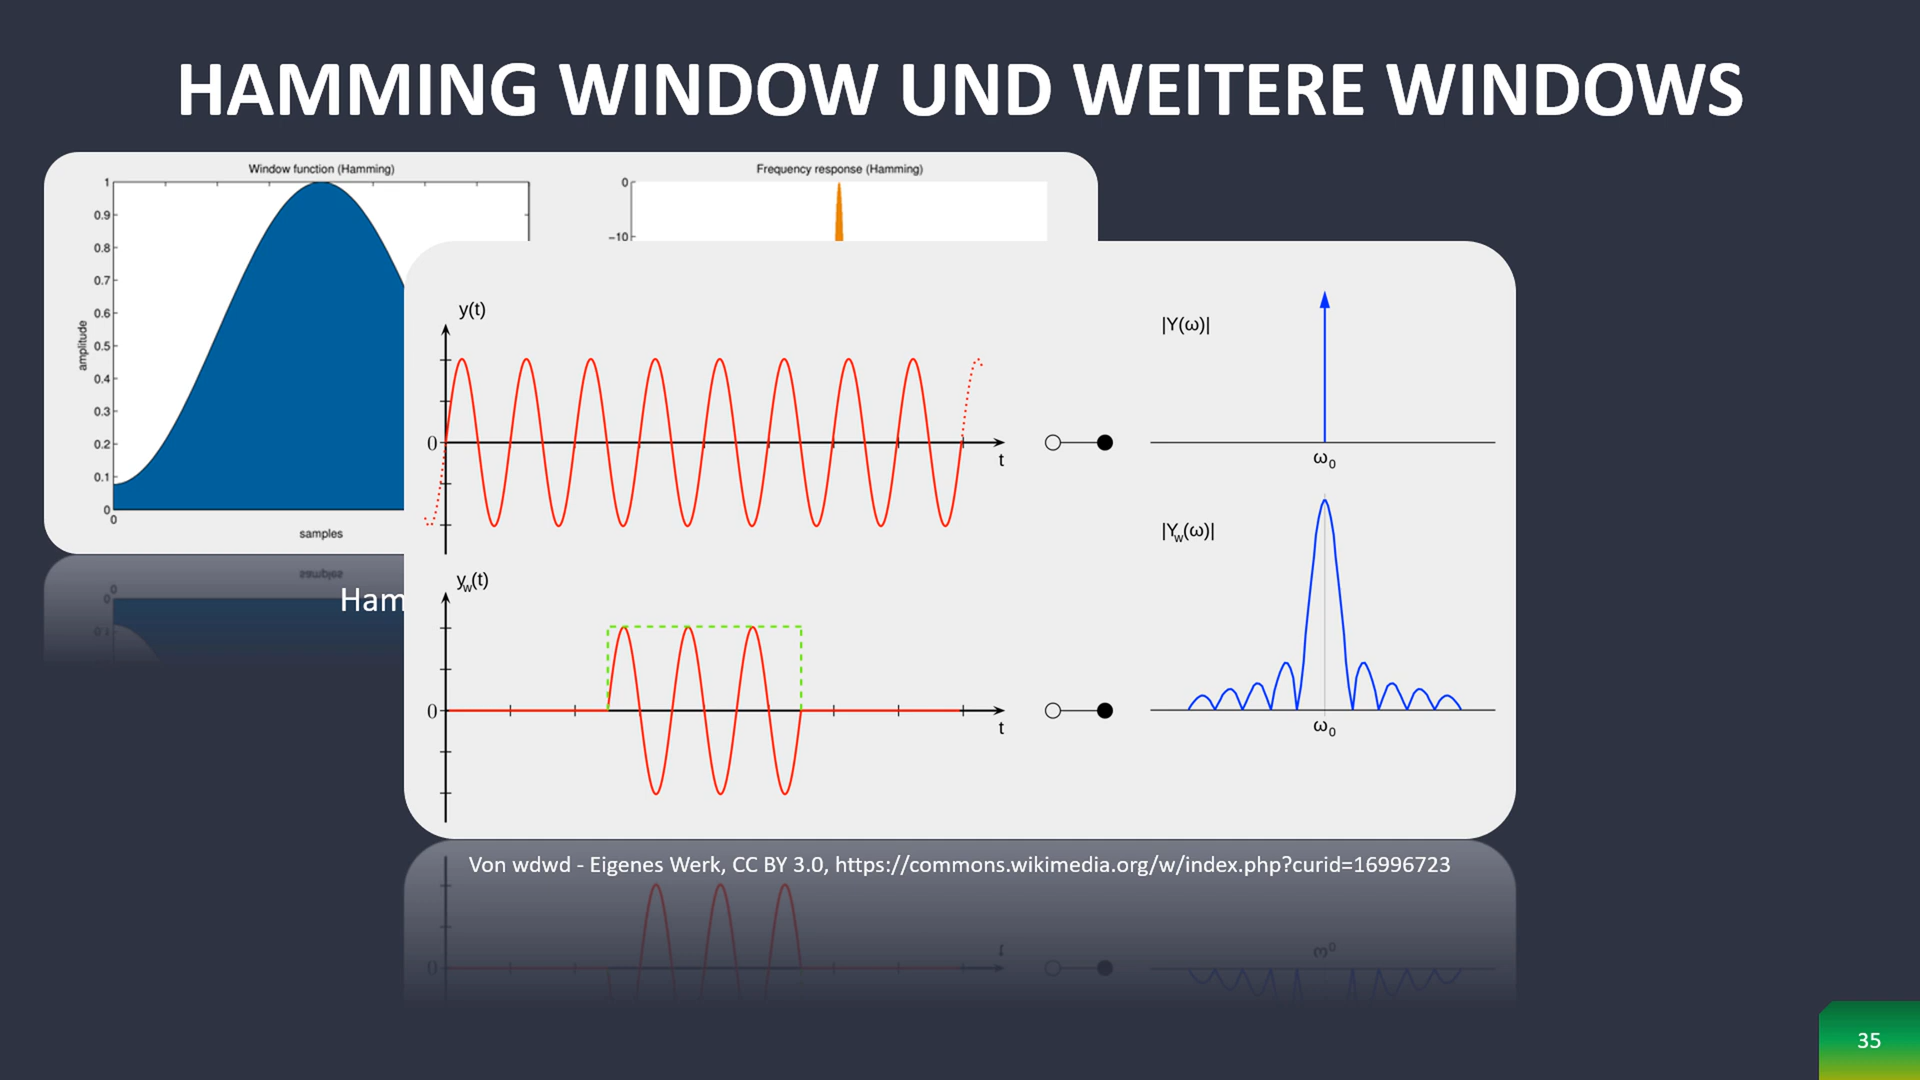 HAMMING WINDOW UND WEITERE WINDOWS
Window function (Hamming)
1
0.9
0.8
0.7
0.6
0.5
0.4
0.3
0.2
0.1
0
0
amplitude
samples
Frequency response (Hamming)
0
−10
Ham
y(t)
0
t
|Y(ω)|
ω0
yw(t)
0
t
|Yw(ω)|
ω0
Von wdwd - Eigenes Werk, CC BY 3.0, https://commons.wikimedia.org/w/index.php?curid=16996723
35